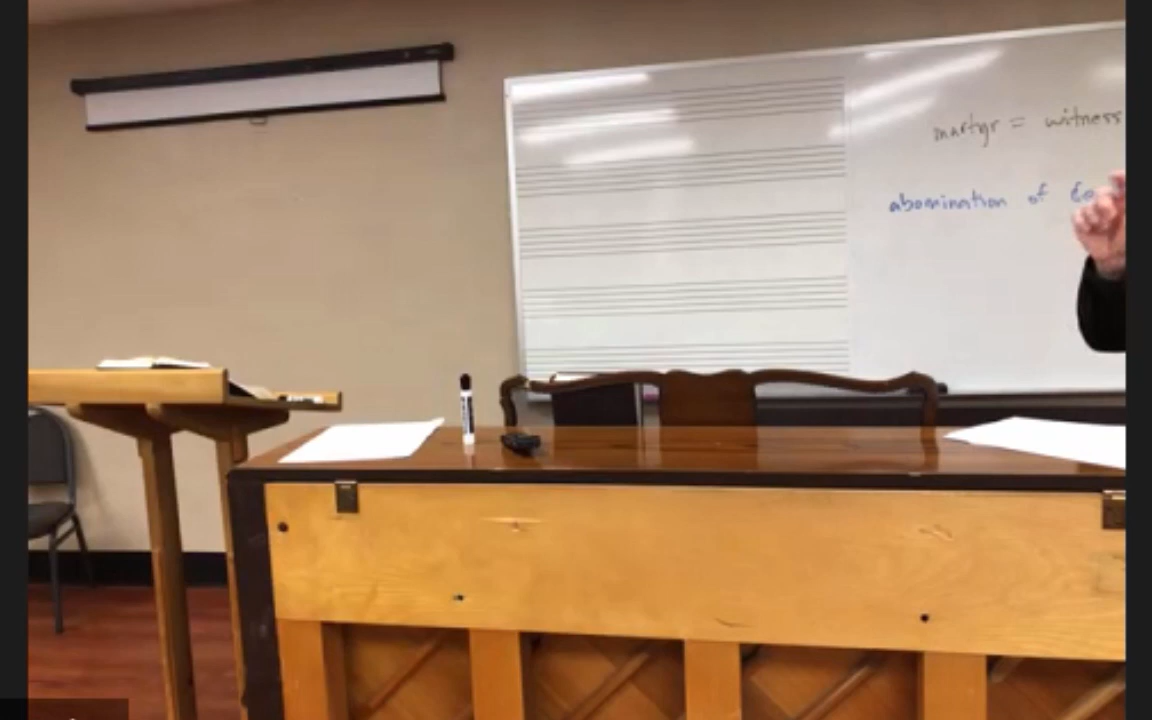 martyr = witness
abomination of